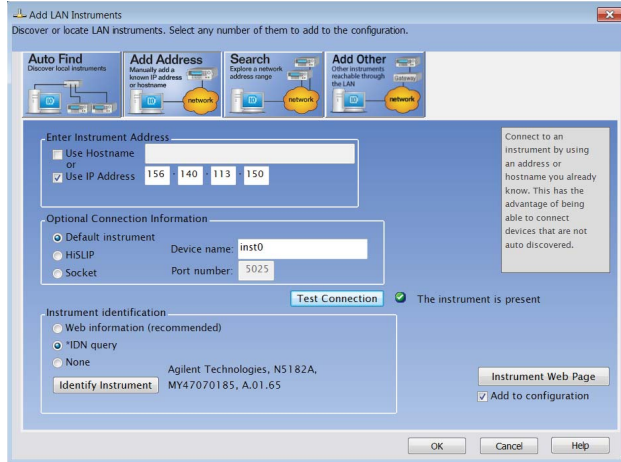 Add LAN Instruments
Discover or locate LAN instruments. Select any number of them to add to the configuration.
Auto Find
Discover local instruments
Add Address
Manually add a
known IP address
or hostname
network
Search
Explore a network
address range
network
Add Other
Other instruments
reachable through
the LAN
Gateway
network
Enter Instrument Address
Use Hostname
or
Use IP Address 156 . 140 . 113 . 150
Connect to an
instrument by using
an address or
hostname you already
know. This has the
advantage of being
able to connect
devices that are not
auto discovered.
Optional Connection Information
Default instrument
HiSLIP
Socket
Device name: inst0
Port number: 5025
Test Connection The instrument is present
Instrument identification
Web information (recommended)
*IDN query
None
Identify Instrument
Agilent Technologies, N5182A,
MY47070185, A.01.65
Instrument Web Page
Add to configuration
OK Cancel Help